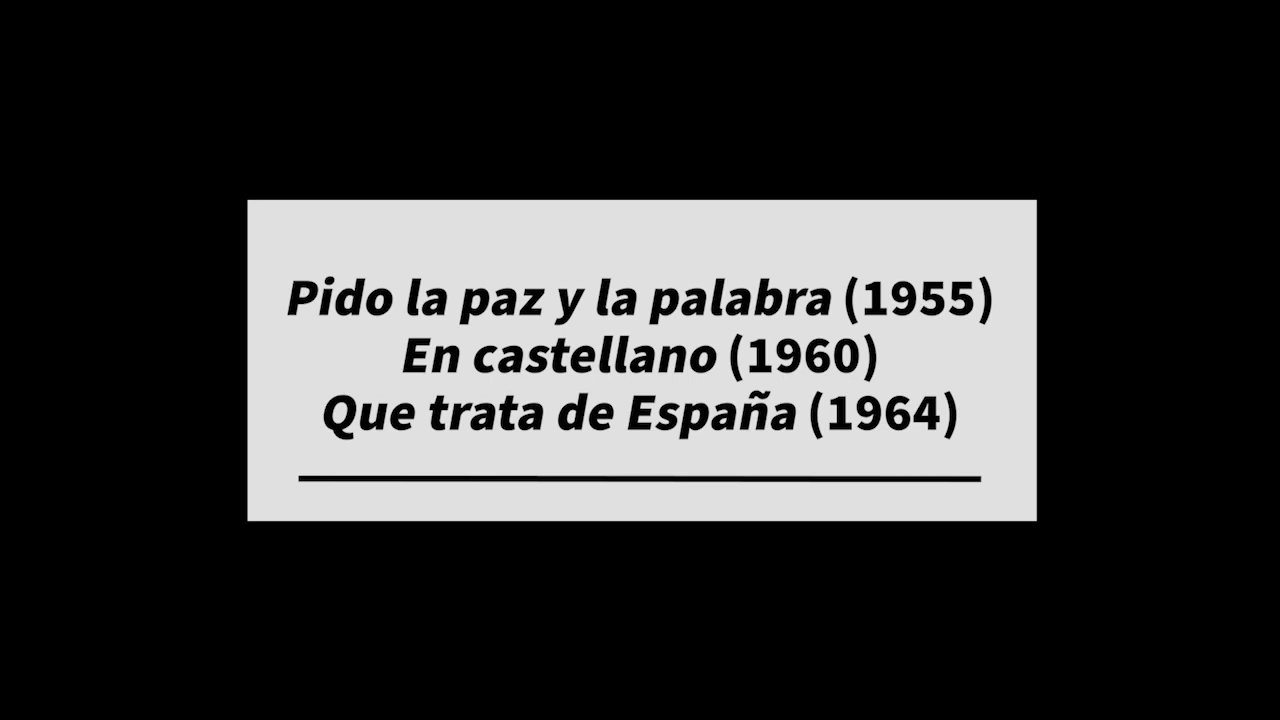 Pido la paz y la palabra (1955)
En castellano (1960)
Que trata de España (1964)